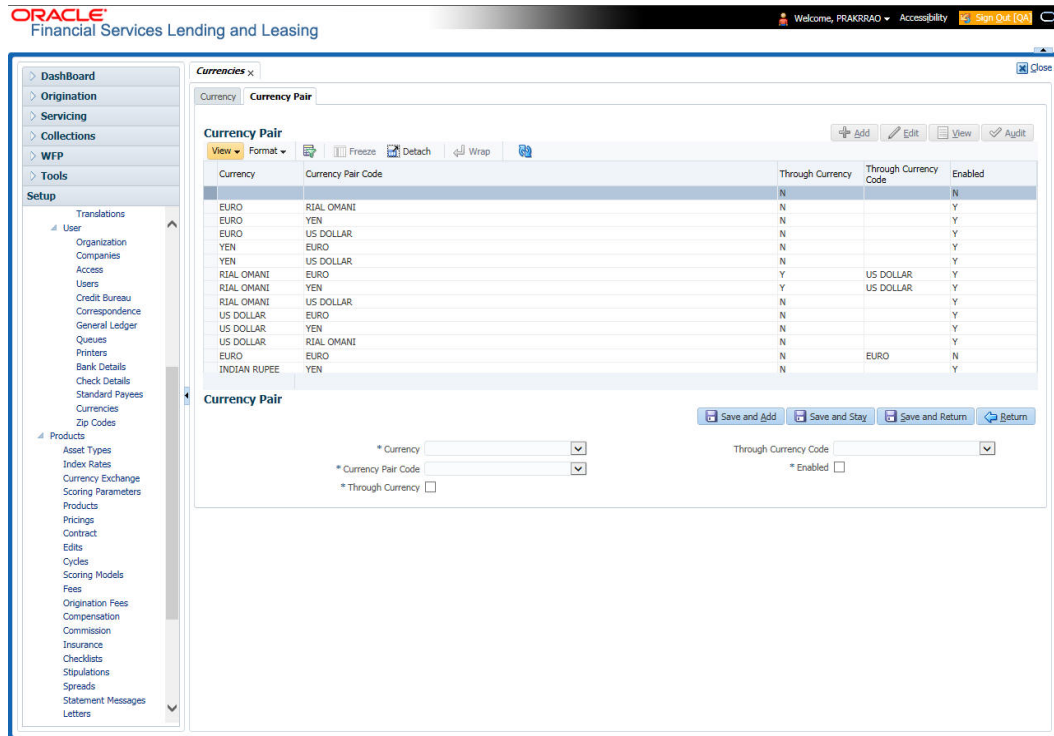 ORACLE
Financial Services Lending and Leasing
Welcome, PRAKRRAO Accessibility Sign Out [QA]
Close
DashBoard
Origination
Servicing
Collections
WFP
Tools
Setup
Translations
User
Organization
Companies
Access
Users
Credit Bureau
Correspondence
General Ledger
Queues
Printers
Bank Details
Check Details
Standard Payees
Currencies
Zip Codes
Products
Asset Types
Index Rates
Currency Exchange
Scoring Parameters
Products
Pricings
Contract
Edits
Cycles
Scoring Models
Fees
Origination Fees
Compensation
Commission
Insurance
Checklists
Stipulations
Spreads
Statement Messages
Letters
Currencies x
Currency Currency Pair
Currency Pair
Add Edit View Audit
View Format Freeze Detach Wrap
Currency Currency Pair Code Through Currency Through Currency Code Enabled
N N
EURO RIAL OMANI N Y
EURO YEN N Y
EURO US DOLLAR N Y
YEN EURO N Y
YEN US DOLLAR N Y
RIAL OMANI EURO Y US DOLLAR Y
RIAL OMANI YEN Y US DOLLAR Y
RIAL OMANI US DOLLAR N Y
US DOLLAR EURO N Y
US DOLLAR YEN N Y
US DOLLAR RIAL OMANI N Y
EURO EURO N EURO N
INDIAN RUPEE YEN N Y
Currency Pair
Save and Add Save and Stay Save and Return Return
* Currency
* Currency Pair Code
* Through Currency
Through Currency Code
* Enabled